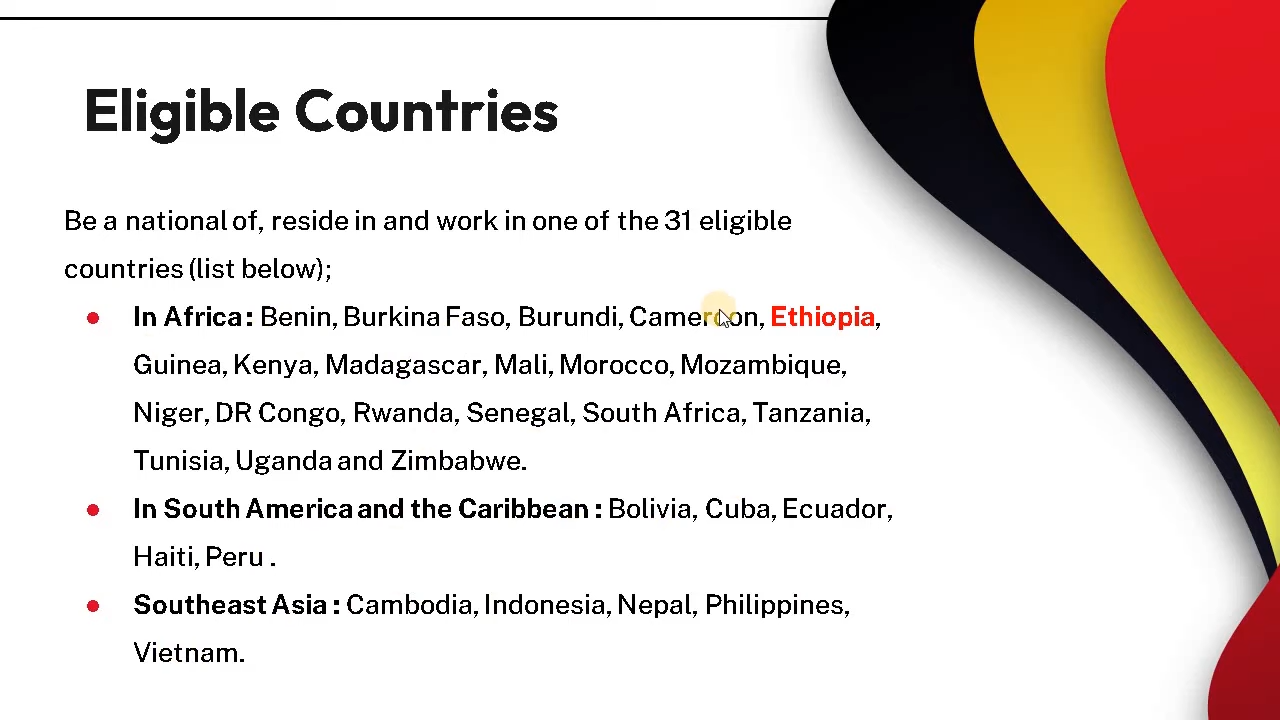 Eligible Countries
Be a national of, reside in and work in one of the 31 eligible
countries (list below);
● In Africa : Benin, Burkina Faso, Burundi, Cameroon, Ethiopia,
Guinea, Kenya, Madagascar, Mali, Morocco, Mozambique,
Niger, DR Congo, Rwanda, Senegal, South Africa, Tanzania,
Tunisia, Uganda and Zimbabwe.
● In South America and the Caribbean : Bolivia, Cuba, Ecuador,
Haiti, Peru .
● Southeast Asia : Cambodia, Indonesia, Nepal, Philippines,
Vietnam.